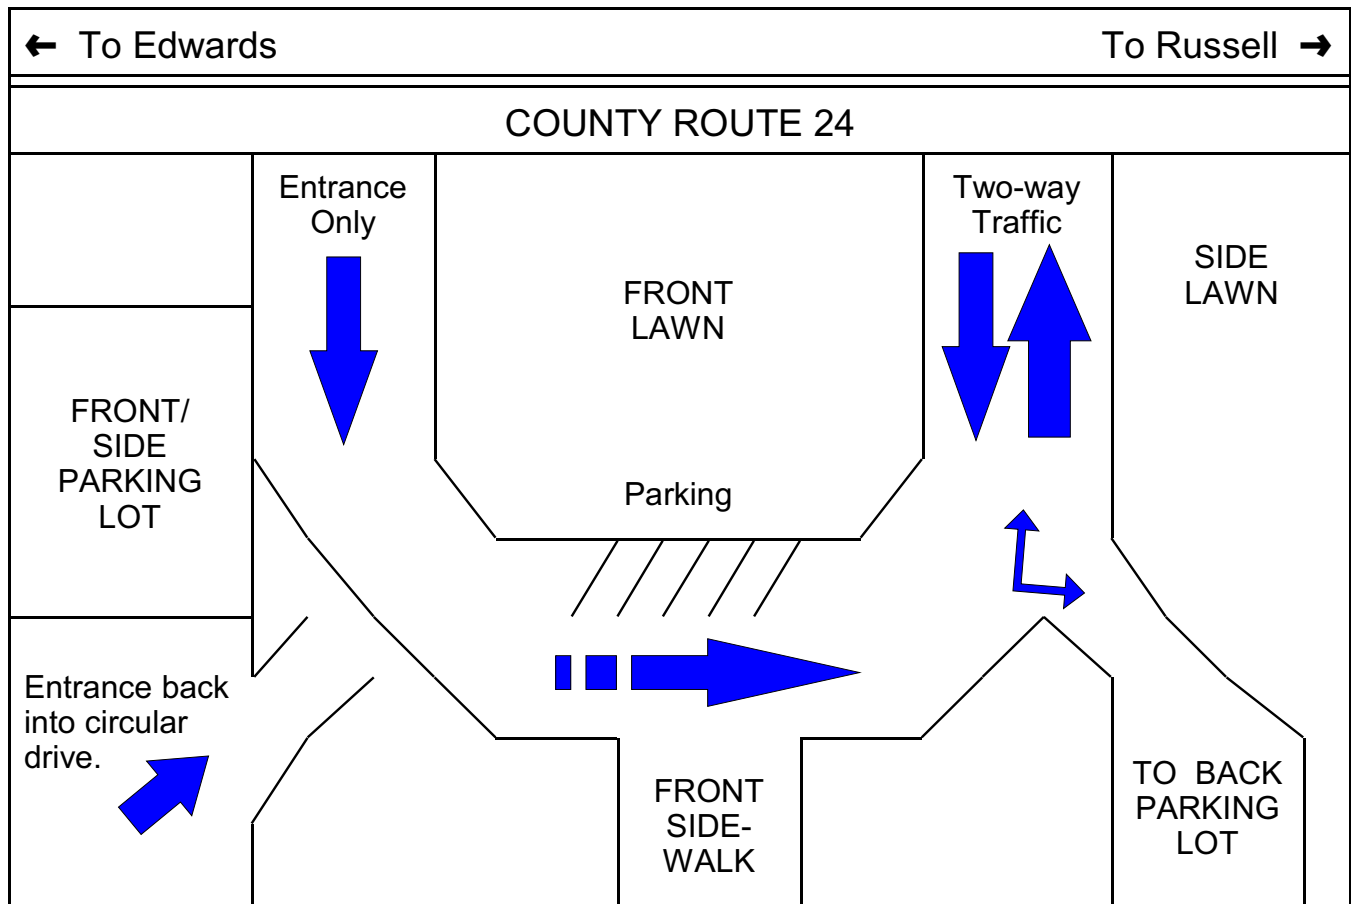 ← To Edwards
To Russell →
COUNTY ROUTE 24
Entrance
Only
Two-way
Traffic
FRONT
LAWN
SIDE
LAWN
FRONT/
SIDE
PARKING
LOT
Parking
Entrance back
into circular
drive.
FRONT
SIDE-
WALK
TO BACK
PARKING
LOT